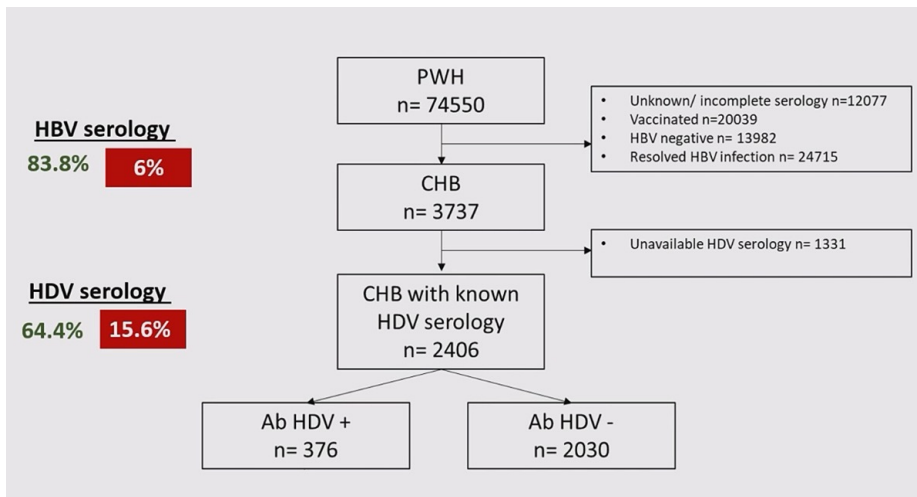 PWH
n= 74550
• Unknown/ incomplete serology n=12077
• Vaccinated n=20039
• HBV negative n= 13982
• Resolved HBV infection n= 24715
HBV serology
83.8% 6%
CHB
n= 3737
• Unavailable HDV serology n= 1331
HDV serology
64.4% 15.6%
CHB with known
HDV serology
n= 2406
Ab HDV +
n= 376
Ab HDV -
n= 2030